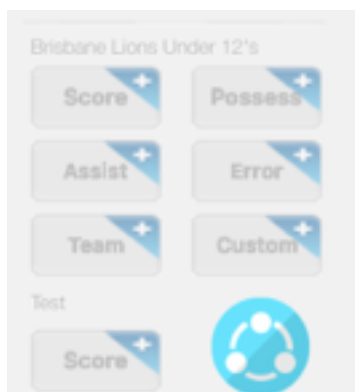 Brisbane Lions Under 12's
Score Possess
Assist Error
Team Custom
Test
Score